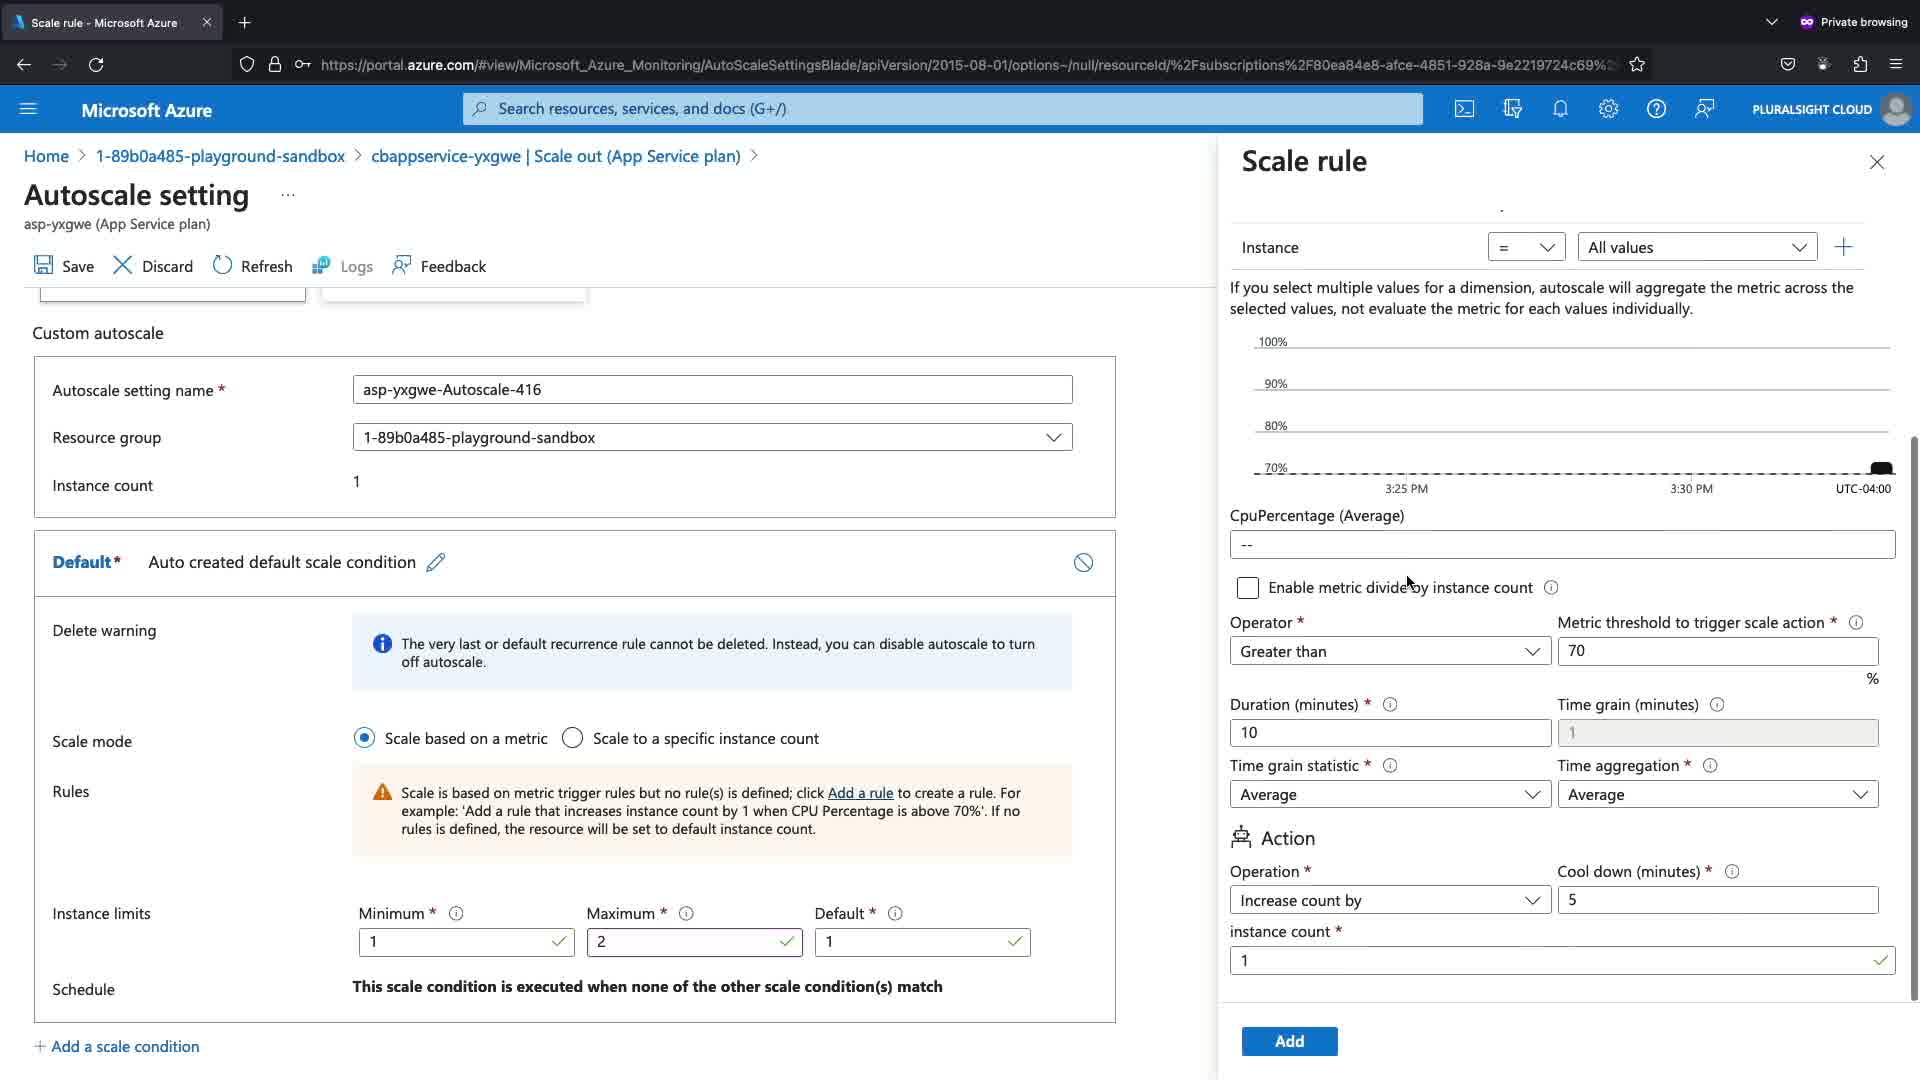 Scale rule - Microsoft Azure
Private browsing
https://portal.azure.com/#view/Microsoft_Azure_Monitoring/AutoScaleSettingsBlade/apiVersion/2015-08-01/options~/null/resourceId/%2Fsubscriptions%2F80ea84e8-afce-4851-928a-9e2219724c69%2
Microsoft Azure
Search resources, services, and docs (G+/)
PLURALSIGHT CLOUD
Home > 1-89b0a485-playground-sandbox > cbappservice-yxgwe | Scale out (App Service plan) >
Autoscale setting ...
asp-yxgwe (App Service plan)
Save Discard Refresh Logs Feedback
Custom autoscale
Autoscale setting name * asp-yxgwe-Autoscale-416
Resource group 1-89b0a485-playground-sandbox
Instance count 1
Default* Auto created default scale condition
Delete warning
The very last or default recurrence rule cannot be deleted. Instead, you can disable autoscale to turn
off autoscale.
Scale mode Scale based on a metric Scale to a specific instance count
Rules
Scale is based on metric trigger rules but no rule(s) is defined; click Add a rule to create a rule. For
example: 'Add a rule that increases instance count by 1 when CPU Percentage is above 70%'. If no
rules is defined, the resource will be set to default instance count.
Instance limits
Minimum * Maximum * Default *
1 2 1
Schedule This scale condition is executed when none of the other scale condition(s) match
+ Add a scale condition
Scale rule
Instance = All values
If you select multiple values for a dimension, autoscale will aggregate the metric across the
selected values, not evaluate the metric for each values individually.
100%
90%
80%
70%
3:25 PM 3:30 PM UTC-04:00
CpuPercentage (Average)
--
Enable metric divide by instance count
Operator * Metric threshold to trigger scale action *
Greater than 70
%
Duration (minutes) * Time grain (minutes)
10 1
Time grain statistic * Time aggregation *
Average Average
Action
Operation * Cool down (minutes) *
Increase count by 5
instance count *
1
Add